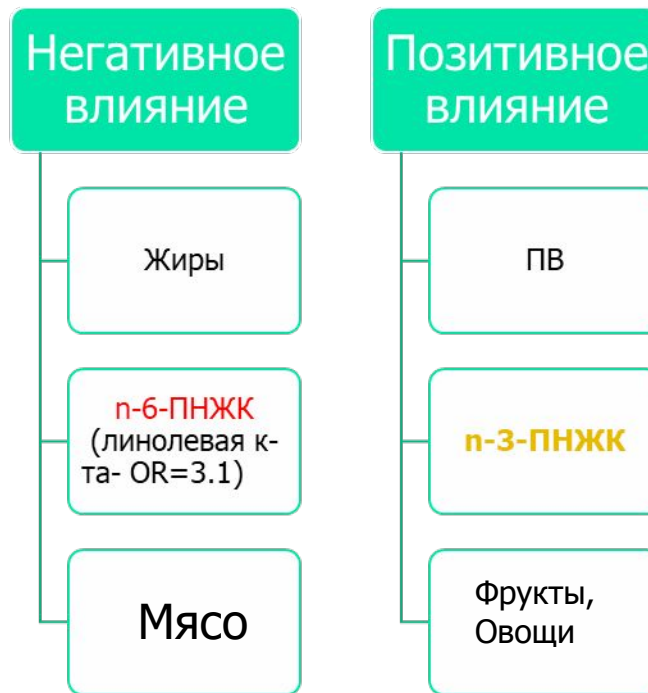 Негативное
влияние
Жиры
n-6-ПНЖК
(линолевая к-
та- OR=3.1)
Мясо
Позитивное
влияние
ПВ
n-3-ПНЖК
Фрукты,
Овощи